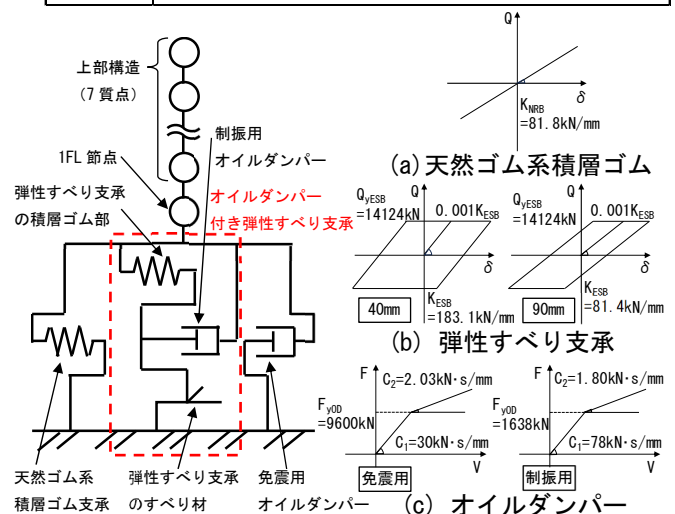 上部構造
(7 質点)
1FL 節点
制振用
オイルダンパー
弾性すべり支承
の積層ゴム部
オイルダンパー
付き弾性すべり支承
天然ゴム系
積層ゴム支承
弾性すべり支承
のすべり材
免震用
オイルダンパー
Q
δ
K_NRB
=81.8kN/mm
(a)天然ゴム系積層ゴム
Q_yESB
=14124kN
Q
0.001K_ESB
δ
K_ESB
=183.1kN/mm
40mm
Q_yESB
=14124kN
Q
0.001K_ESB
δ
K_ESB
=81.4kN/mm
90mm
(b) 弾性すべり支承
F
C₂=2.03kN・s/mm
F_yOD
=9600kN
C₁=30kN・s/mm
V
免震用
F
C₂=1.80kN・s/mm
F_yOD
=1638kN
C₁=78kN・s/mm
V
制振用
(c) オイルダンパー